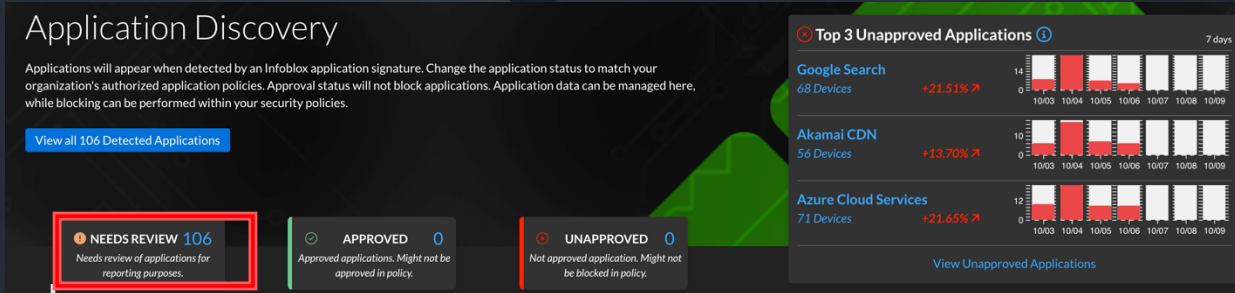 Application Discovery
Applications will appear when detected by an Infoblox application signature. Change the application status to match your
organization's authorized application policies. Approval status will not block applications. Application data can be managed here,
while blocking can be performed within your security policies.
View all 106 Detected Applications
NEEDS REVIEW 106
Needs review of applications for
reporting purposes.
APPROVED 0
Approved applications. Might not be
approved in policy.
UNAPPROVED 0
Not approved application. Might not
be blocked in policy.
Top 3 Unapproved Applications
7 days
Google Search
68 Devices +21.51%
14
0
10/03 10/04 10/05 10/06 10/07 10/08 10/09
Akamai CDN
56 Devices +13.70%
10
0
10/03 10/04 10/05 10/06 10/07 10/08 10/09
Azure Cloud Services
71 Devices +21.65%
12
0
10/03 10/04 10/05 10/06 10/07 10/08 10/09
View Unapproved Applications